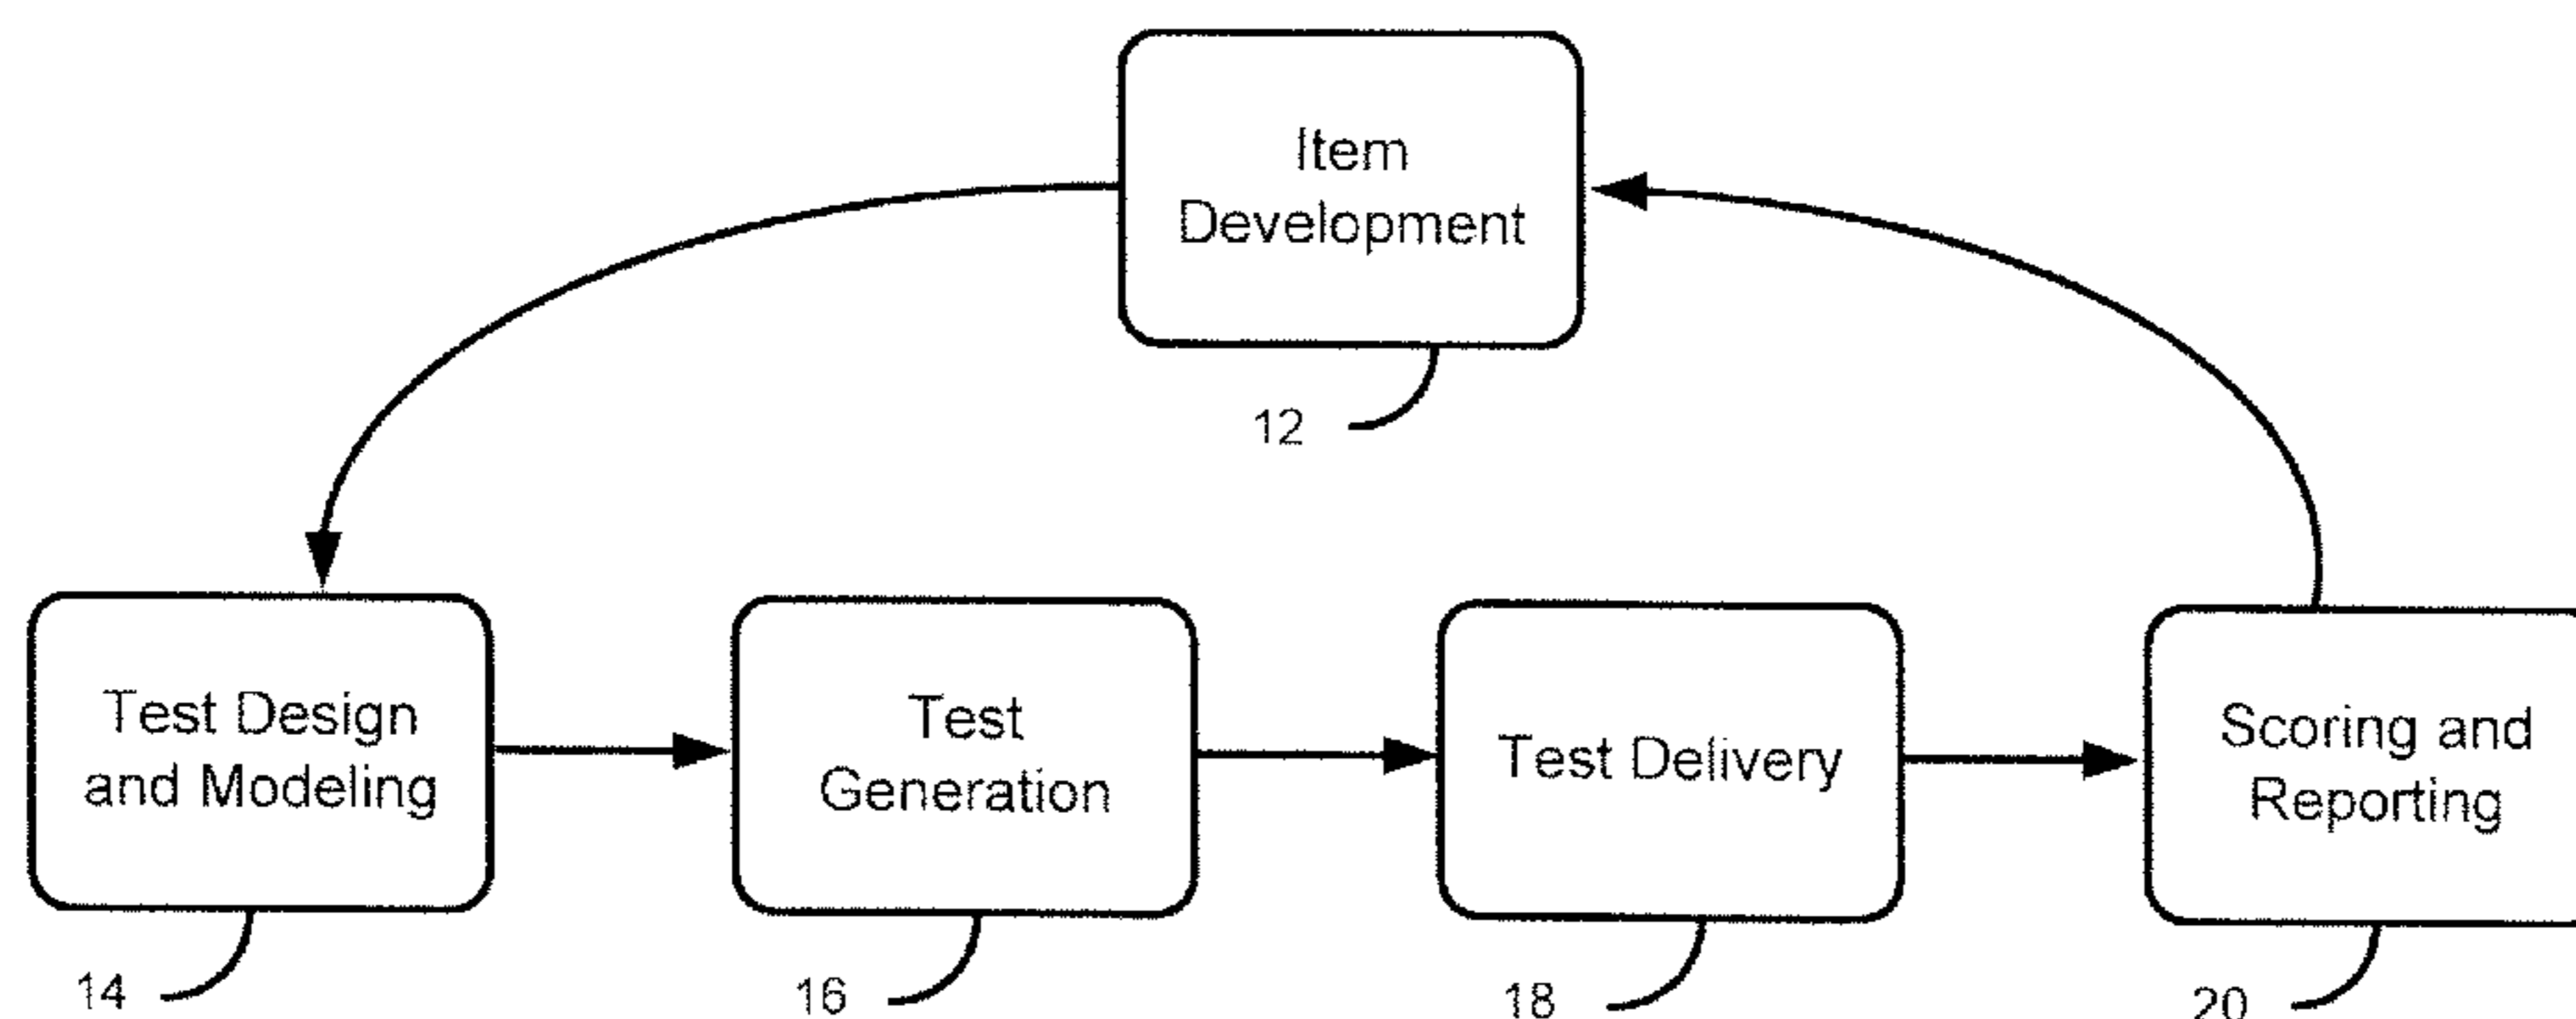 Item
Development
12
Test Design
and Modeling
14
Test
Generation
16
Test Delivery
18
Scoring and
Reporting
20